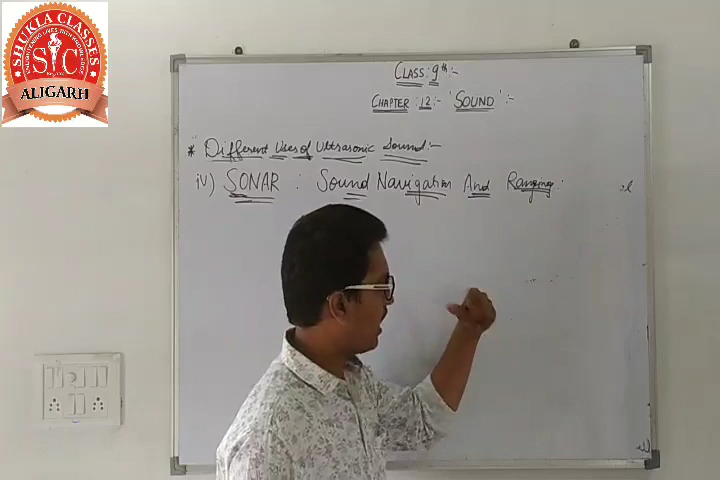 SHUKLA CLASSES
SC
ALIGARH
CLASS : 9th :-
CHAPTER : 12 :- 'SOUND' :-
* Different Uses of Ultrasonic Sound :-
iv) SONAR : Sound Navigation And Ranging :